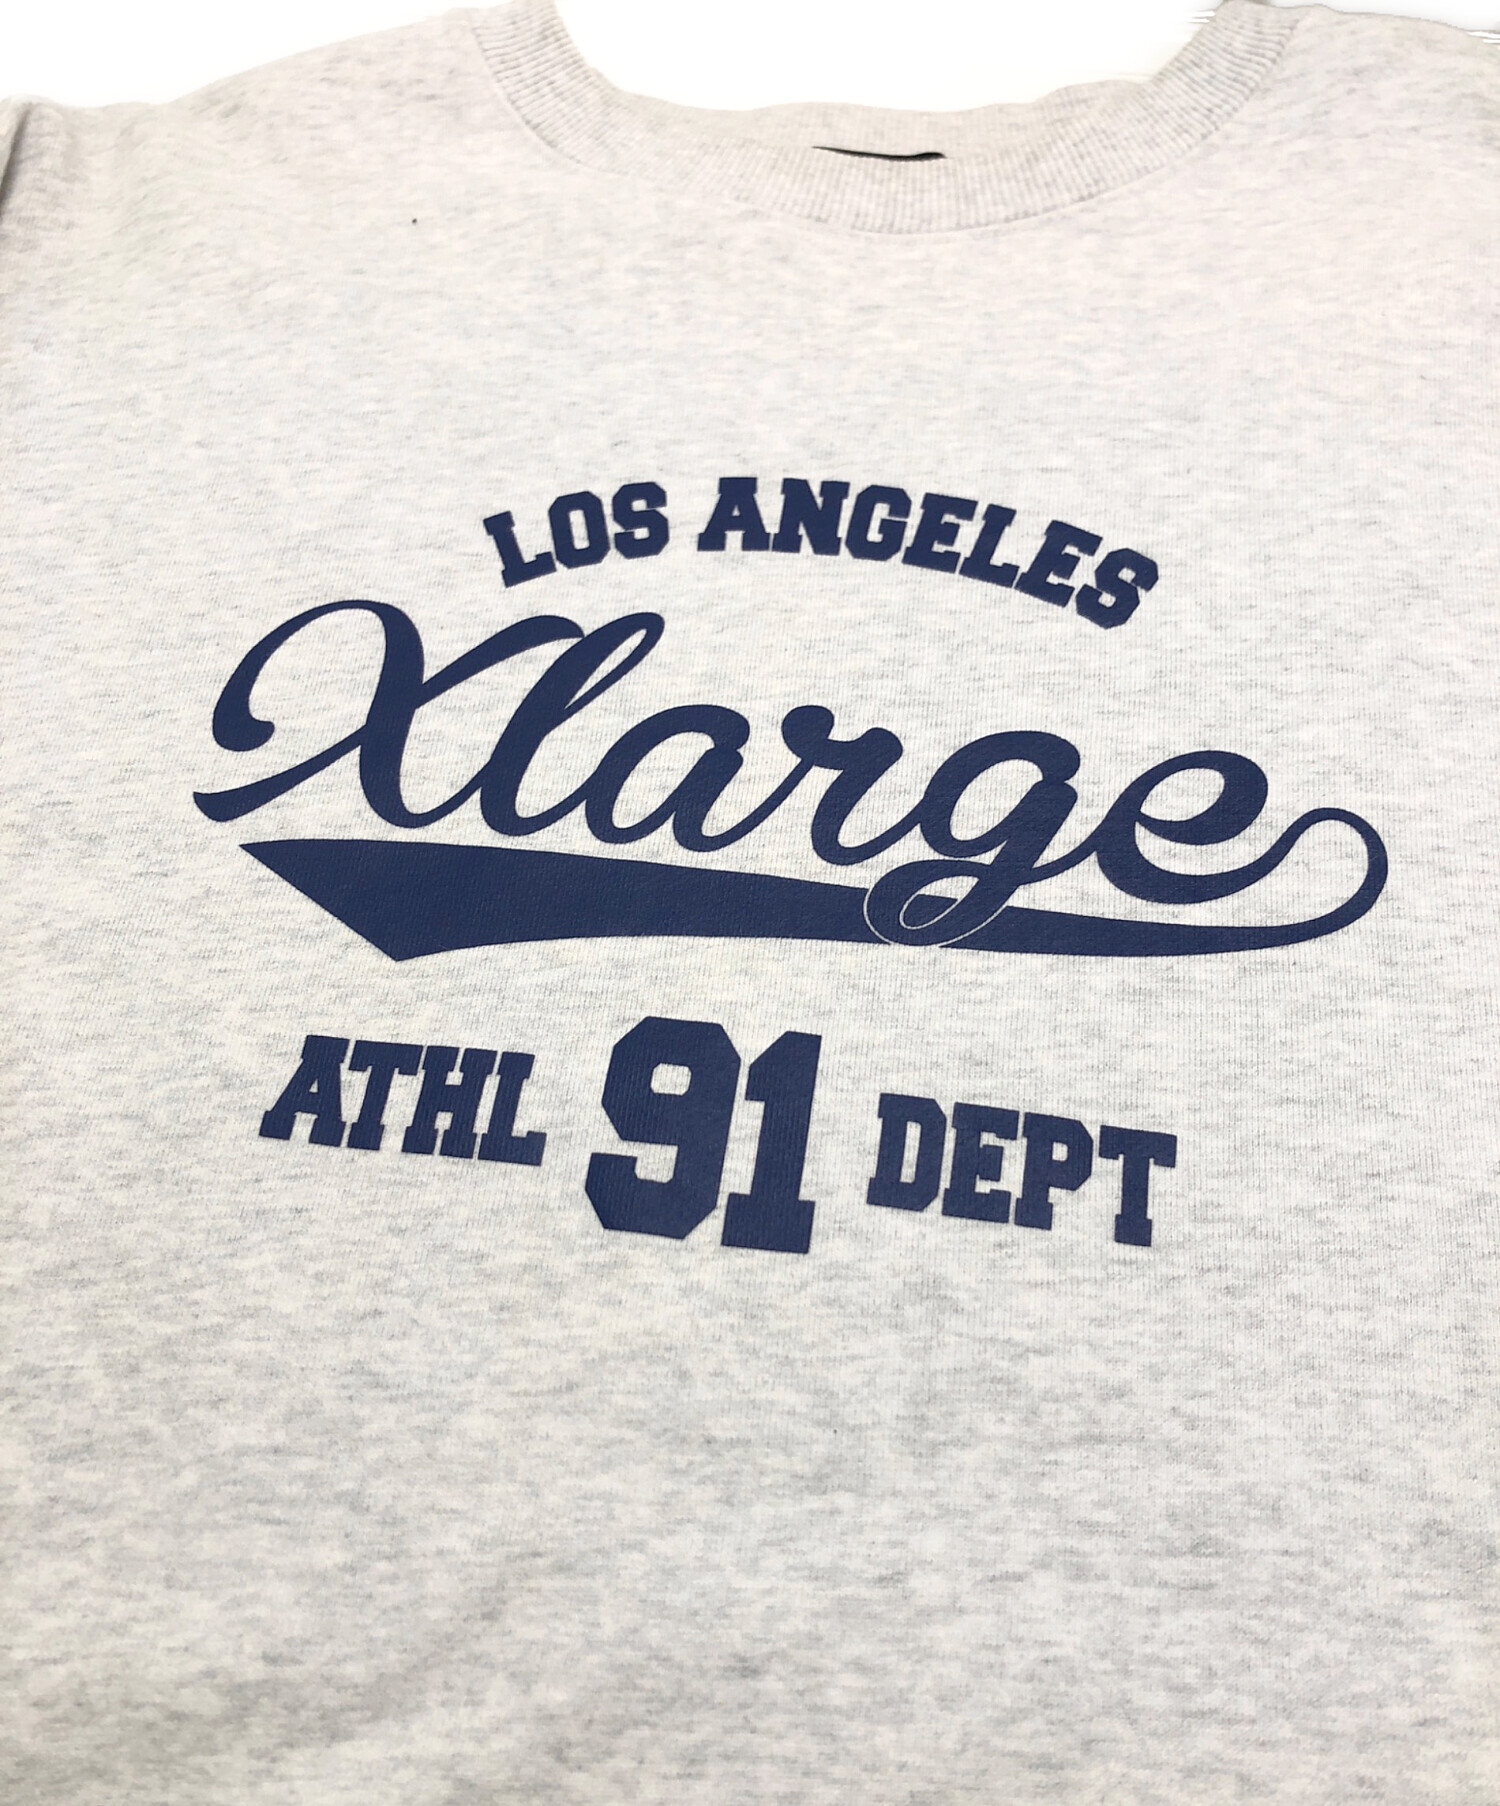 LOS ANGELES
Xlarge
ATHL 91 DEPT